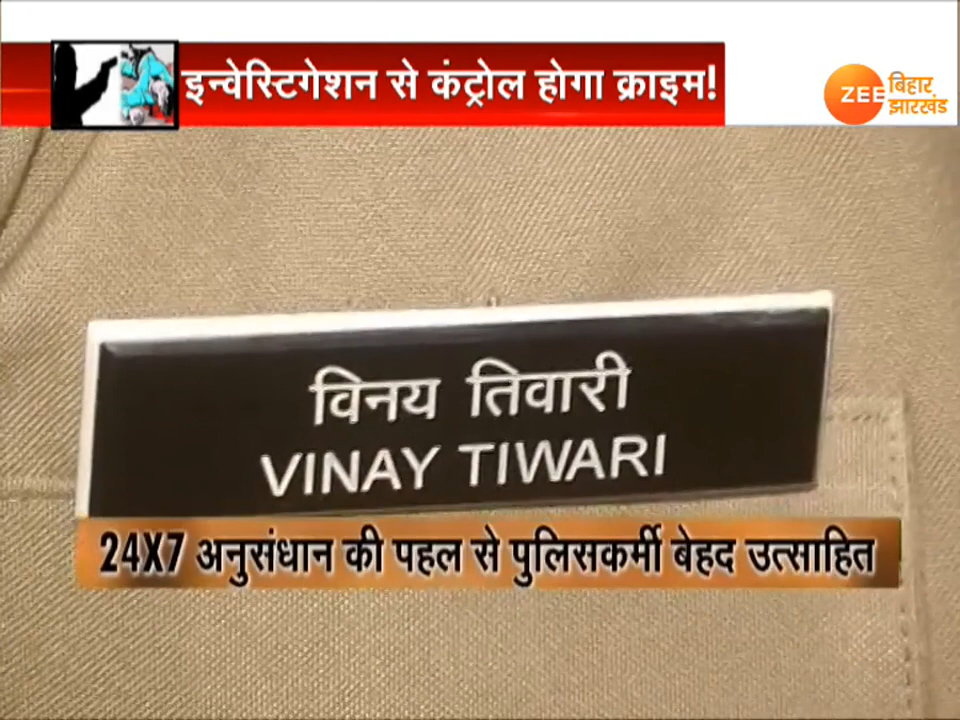 इन्वेस्टिगेशन से कंट्रोल होगा क्राइम!
ZEE बिहार झारखंड
विनय तिवारी
VINAY TIWARI
24X7 अनुसंधान की पहल से पुलिसकर्मी बेहद उत्साहित